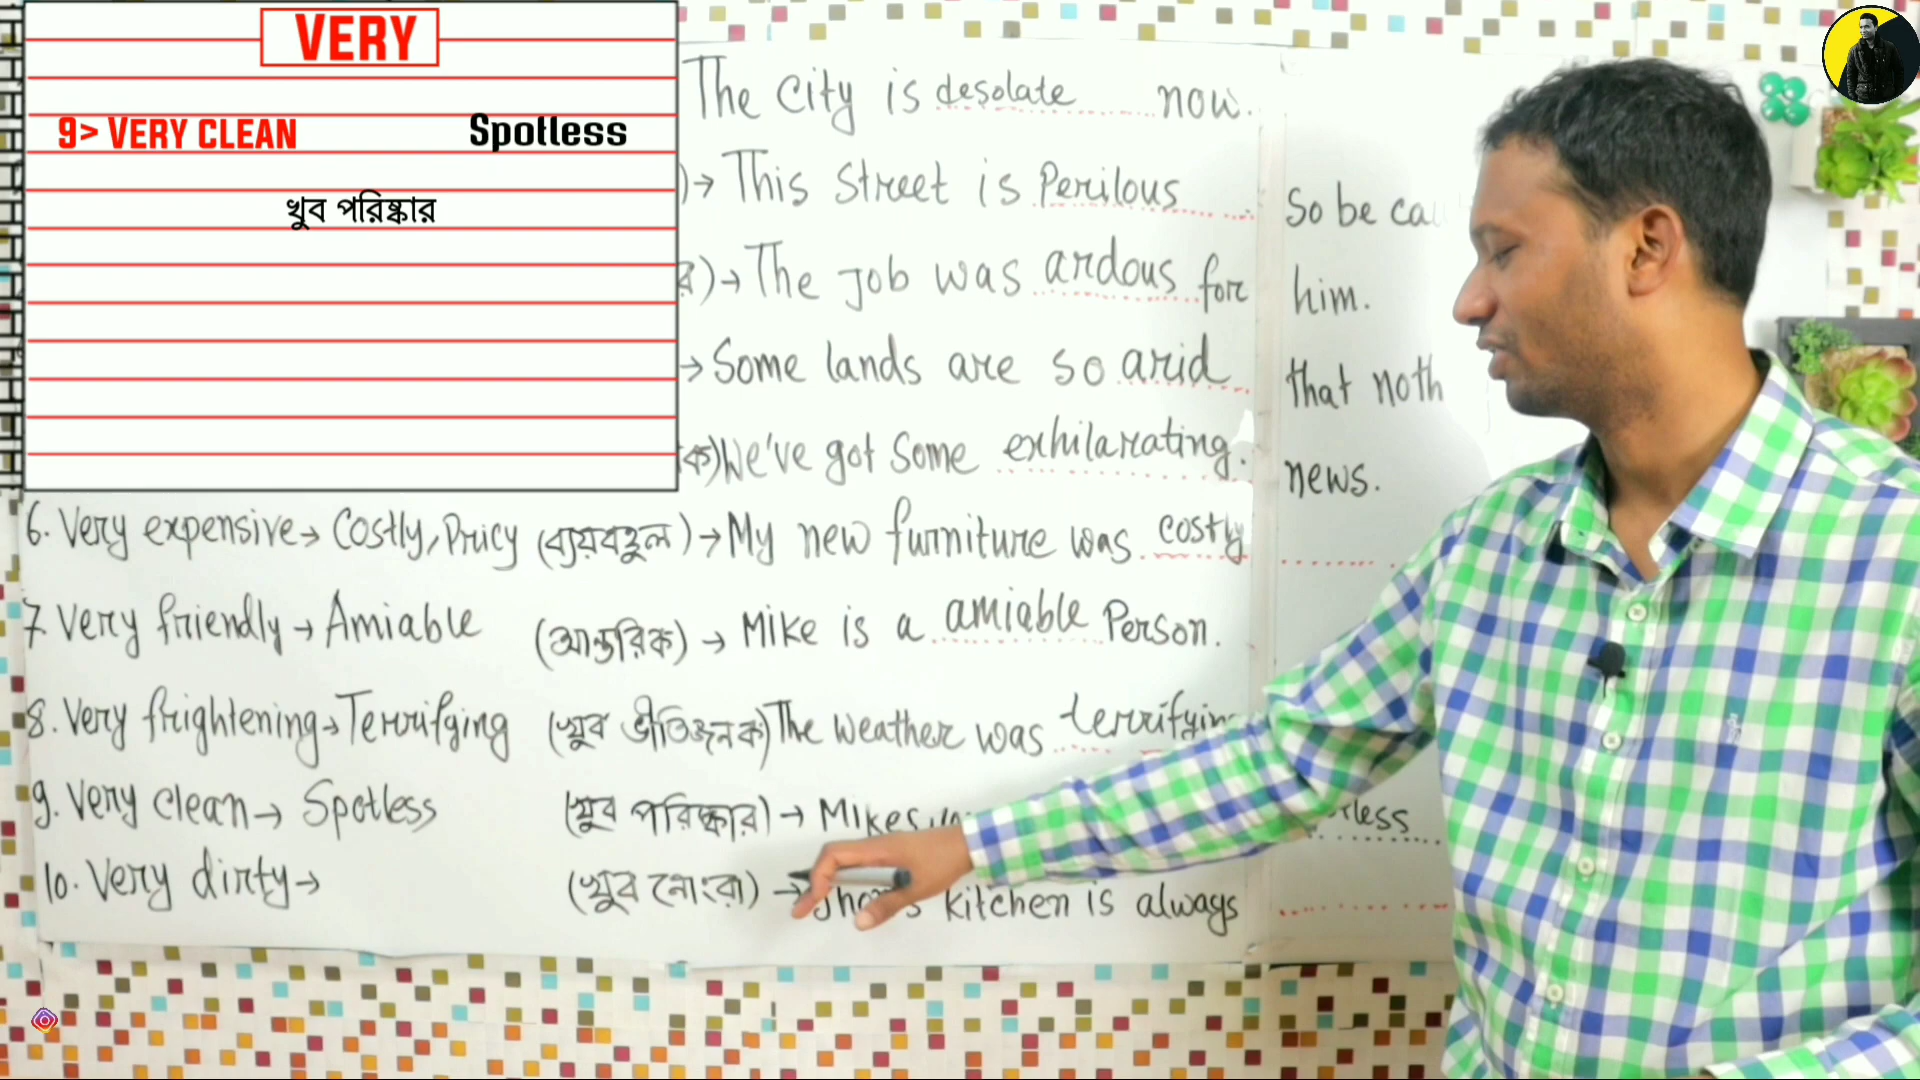 VERY
9> VERY CLEAN Spotless
খুব পরিষ্কার
The City is desolate now.
)→ This street is Perilous So be ca
র)→ The job was ardous for him.
→ Some lands are so arid that noth
ক) We've got some exhilarating. news.
6. Very expensive → Costly, Pricy (ব্যয়বহুল) → My new furniture was costly
7 Very friendly → Amiable (আন্তরিক) → Mike is a amiable Person.
8. Very frightening → Terrifying (খুব ভীতিজনক) The weather was terrifying
9. Very clean → Spotless (খুব পরিষ্কার) → Mikes tless
10. Very dirty → (খুব নোংরা) → kitchen is always